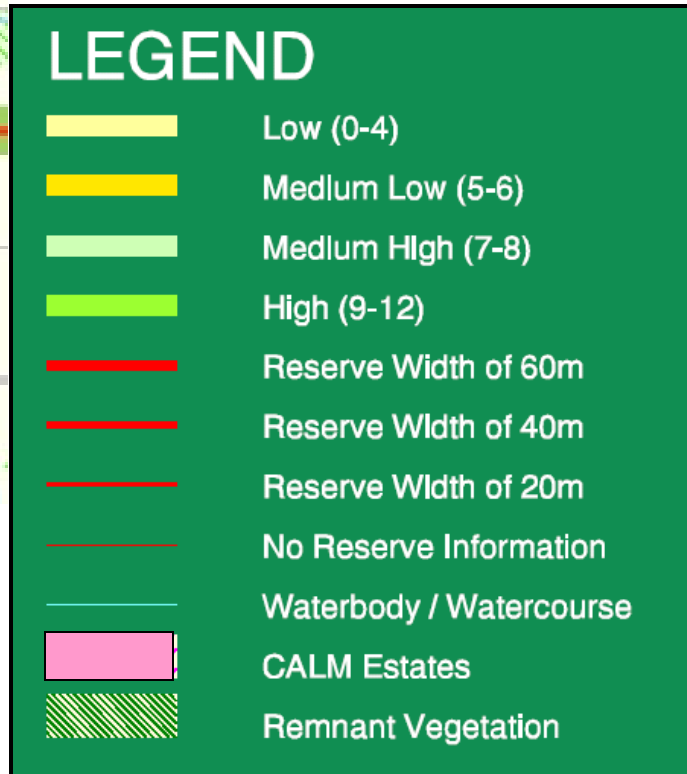 LEGEND
Low (0-4)
Medium Low (5-6)
Medium High (7-8)
High (9-12)
Reserve Width of 60m
Reserve Width of 40m
Reserve Width of 20m
No Reserve Information
Waterbody / Watercourse
CALM Estates
Remnant Vegetation